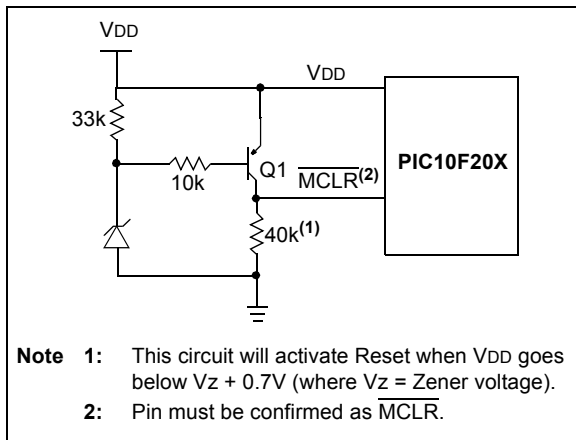 VDD
VDD
33k
10k
Q1
MCLR(2)
PIC10F20X
40k(1)
Note 1: This circuit will activate Reset when VDD goes
below Vz + 0.7V (where Vz = Zener voltage).
2: Pin must be confirmed as MCLR.